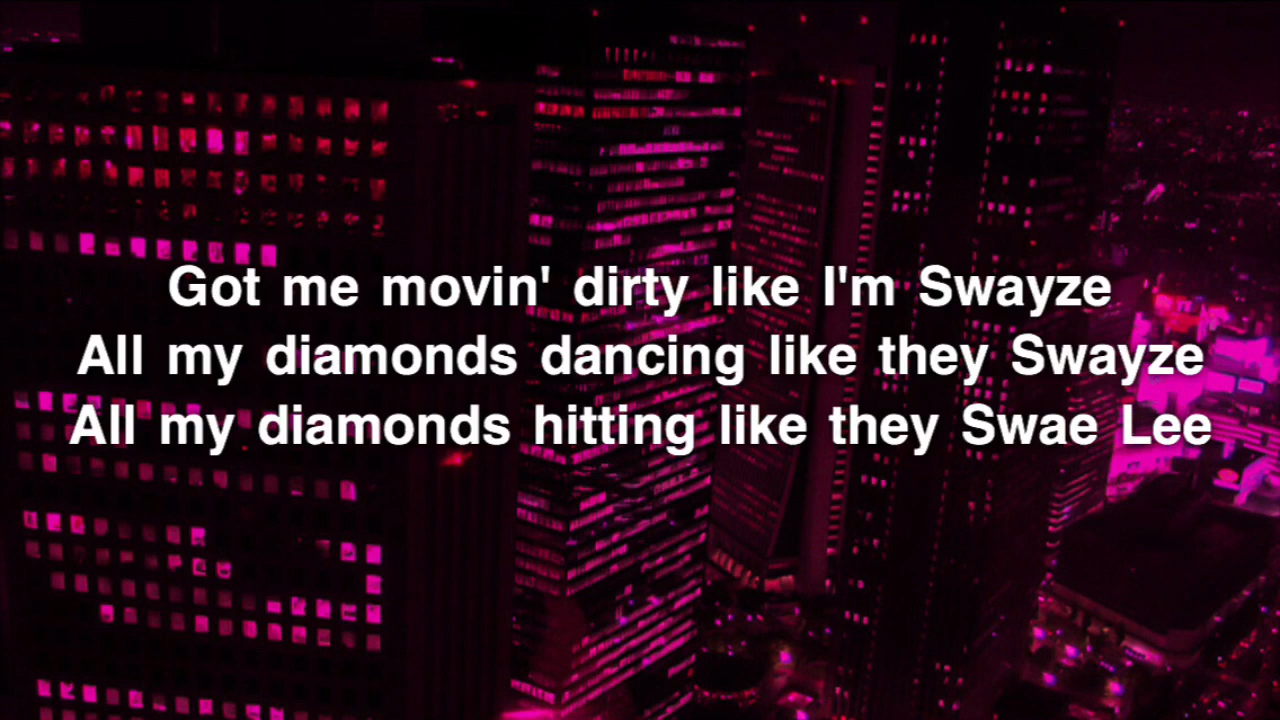 Got me movin' dirty like I'm Swayze
All my diamonds dancing like they Swayze
All my diamonds hitting like they Swae Lee